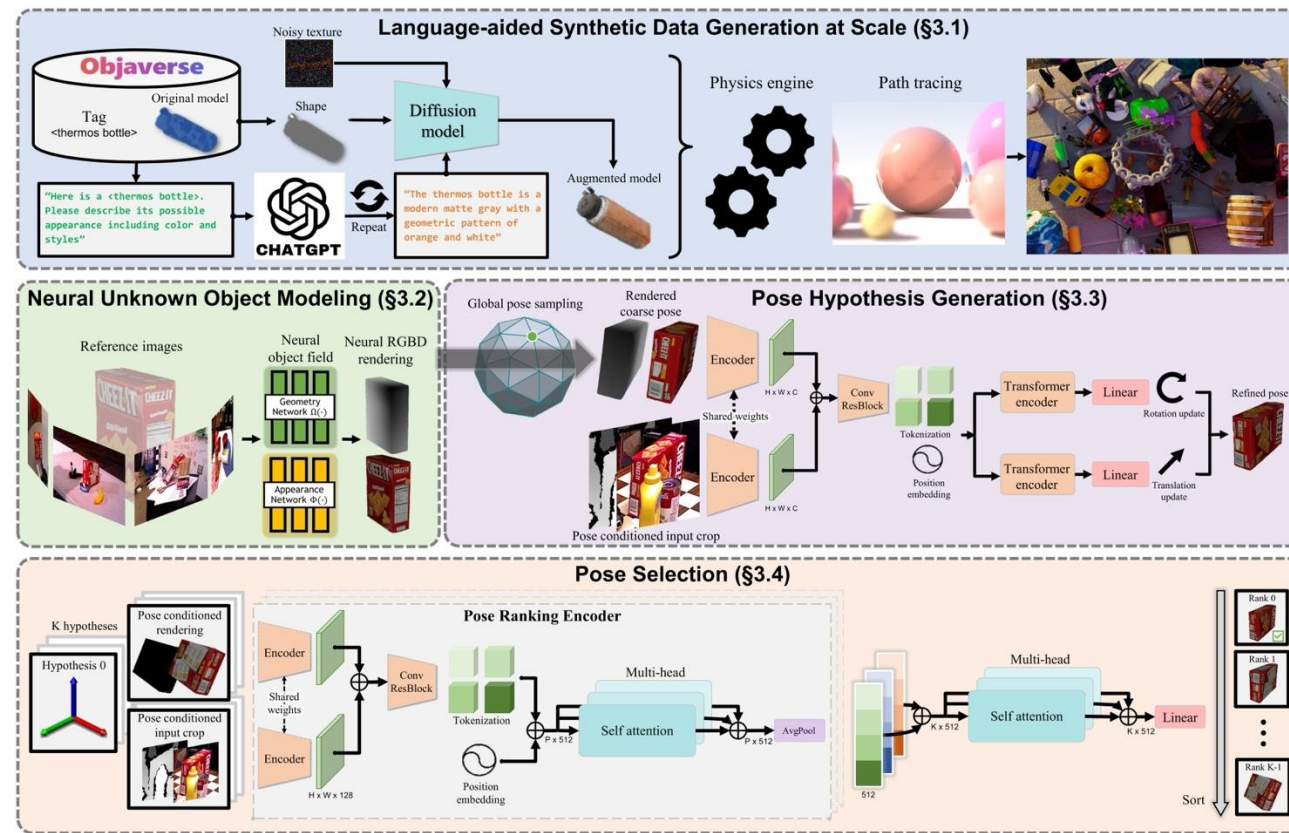 Language-aided Synthetic Data Generation at Scale (§3.1)
Noisy texture
Objaverse
Original model
Tag
<thermos bottle>
Shape
Diffusion
model
Physics engine
Path tracing
Augmented model
"Here is a <thermos bottle>.
Please describe its possible
appearance including color and
styles"
CHATGPT
Repeat
"The thermos bottle is a
modern matte gray with a
geometric pattern of
orange and white"
Neural Unknown Object Modeling (§3.2)
Reference images
Neural
object field
Neural RGBD
rendering
Geometry
Network Ω(·)
Appearance
Network Φ(·)
CHEEZ-IT
Pose Hypothesis Generation (§3.3)
Global pose sampling
Rendered
coarse pose
Encoder
H x W x C
Shared weights
Encoder
H x W x C
Pose conditioned input crop
Conv
ResBlock
Tokenization
Position
embedding
Transformer
encoder
Linear
Rotation update
Transformer
encoder
Linear
Translation
update
Refined pose
Pose Selection (§3.4)
K hypotheses
Hypothesis 0
Pose conditioned
rendering
Pose conditioned
input crop
Pose Ranking Encoder
Encoder
Shared
weights
Encoder
H x W x 128
Conv
ResBlock
Tokenization
Position
embedding
P x 512
Multi-head
Self attention
P x 512
AvgPool
512
K x 512
Multi-head
Self attention
K x 512
Linear
Sort
Rank 0
Rank 1
Rank K-1